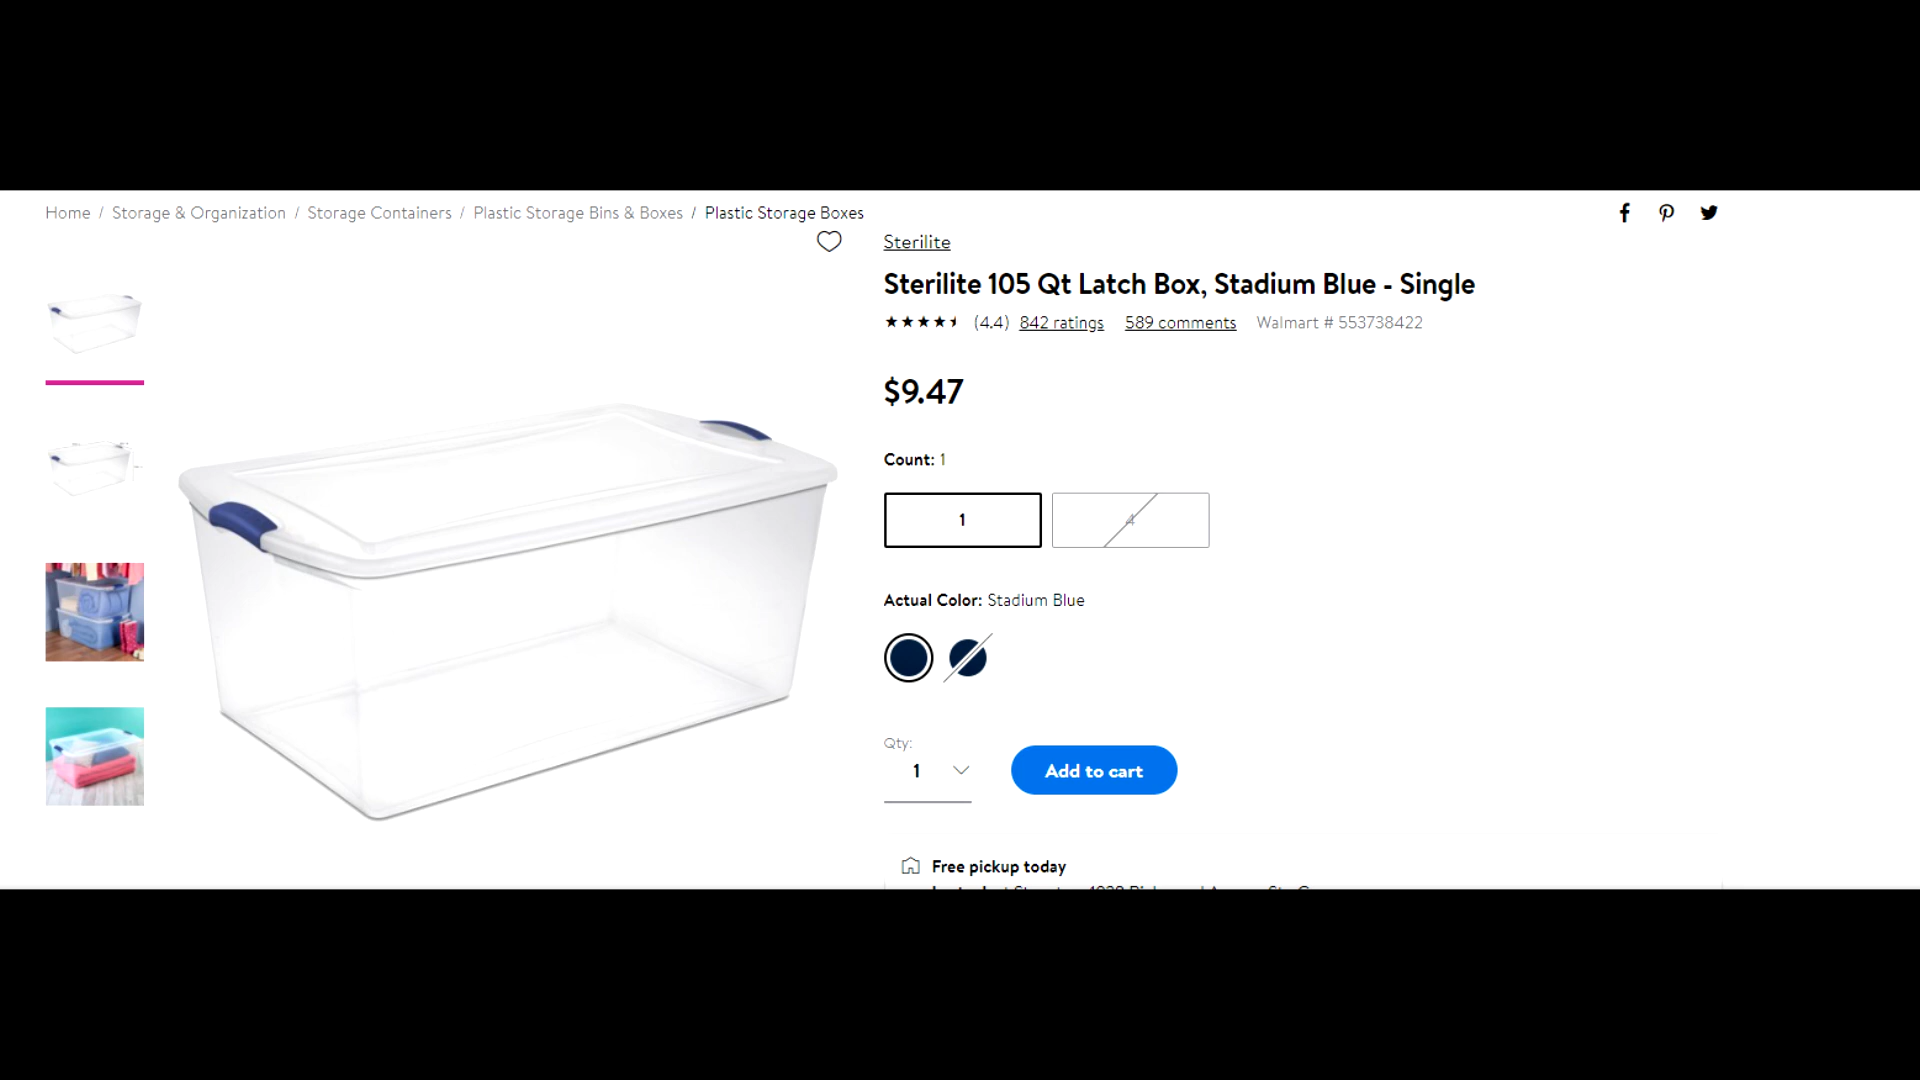 Home / Storage & Organization / Storage Containers / Plastic Storage Bins & Boxes / Plastic Storage Boxes
Sterilite
Sterilite 105 Qt Latch Box, Stadium Blue - Single
(4.4) 842 ratings 589 comments Walmart # 553738422
$9.47
Count: 1
1 4
Actual Color: Stadium Blue
Qty:
1 Add to cart
Free pickup today